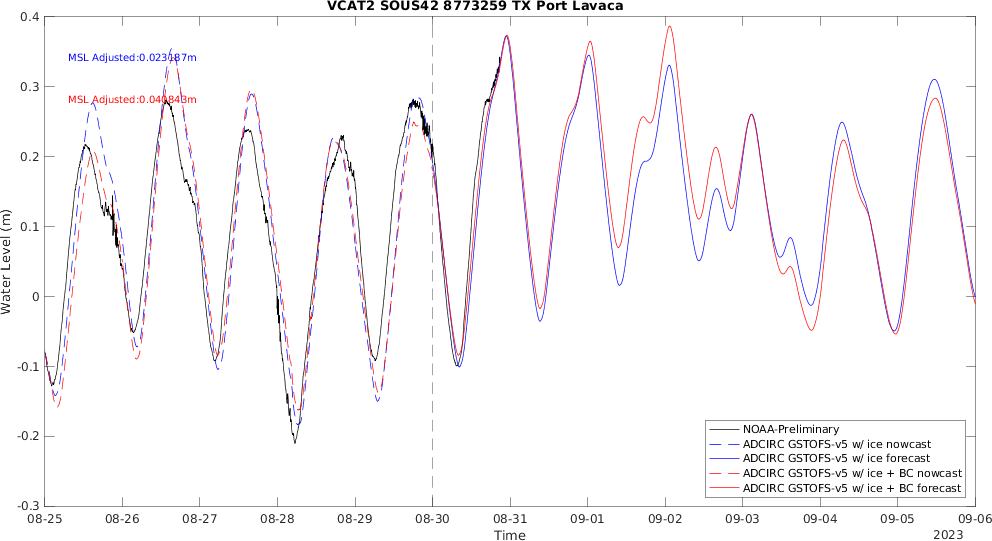 VCAT2 SOUS42 8773259 TX Port Lavaca
0.4
MSL Adjusted:0.023187m
0.3
MSL Adjusted:0.040843m
0.2
0.1
Water Level (m)
0
-0.1
-0.2
-0.3
NOAA-Preliminary
ADCIRC GSTOFS-v5 w/ ice nowcast
ADCIRC GSTOFS-v5 w/ ice forecast
ADCIRC GSTOFS-v5 w/ ice + BC nowcast
ADCIRC GSTOFS-v5 w/ ice + BC forecast
08-25 08-26 08-27 08-28 08-29 08-30 08-31 09-01 09-02 09-03 09-04 09-05 09-06
Time
2023